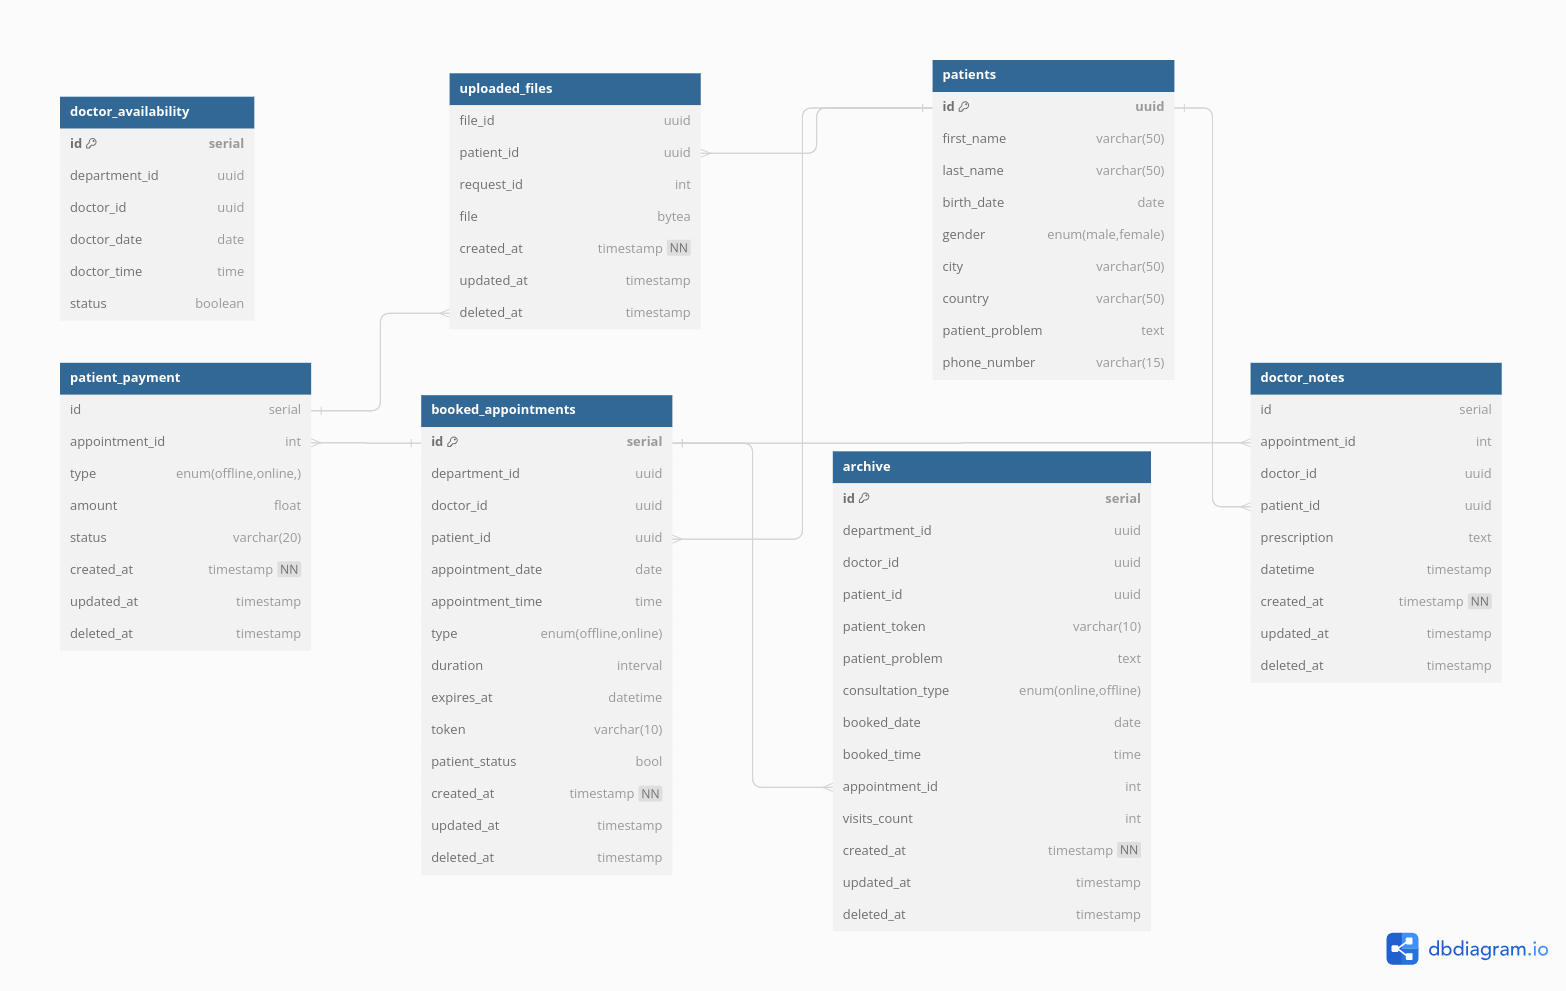 doctor_availability
id serial
department_id uuid
doctor_id uuid
doctor_date date
doctor_time time
status boolean
uploaded_files
file_id uuid
patient_id uuid
request_id int
file bytea
created_at timestamp NN
updated_at timestamp
deleted_at timestamp
patients
id uuid
first_name varchar(50)
last_name varchar(50)
birth_date date
gender enum(male,female)
city varchar(50)
country varchar(50)
patient_problem text
phone_number varchar(15)
patient_payment
id serial
appointment_id int
type enum(offline,online,)
amount float
status varchar(20)
created_at timestamp NN
updated_at timestamp
deleted_at timestamp
booked_appointments
id serial
department_id uuid
doctor_id uuid
patient_id uuid
appointment_date date
appointment_time time
type enum(offline,online)
duration interval
expires_at datetime
token varchar(10)
patient_status bool
created_at timestamp NN
updated_at timestamp
deleted_at timestamp
archive
id serial
department_id uuid
doctor_id uuid
patient_id uuid
patient_token varchar(10)
patient_problem text
consultation_type enum(online,offline)
booked_date date
booked_time time
appointment_id int
visits_count int
created_at timestamp NN
updated_at timestamp
deleted_at timestamp
doctor_notes
id serial
appointment_id int
doctor_id uuid
patient_id uuid
prescription text
datetime timestamp
created_at timestamp NN
updated_at timestamp
deleted_at timestamp
dbdiagram.io